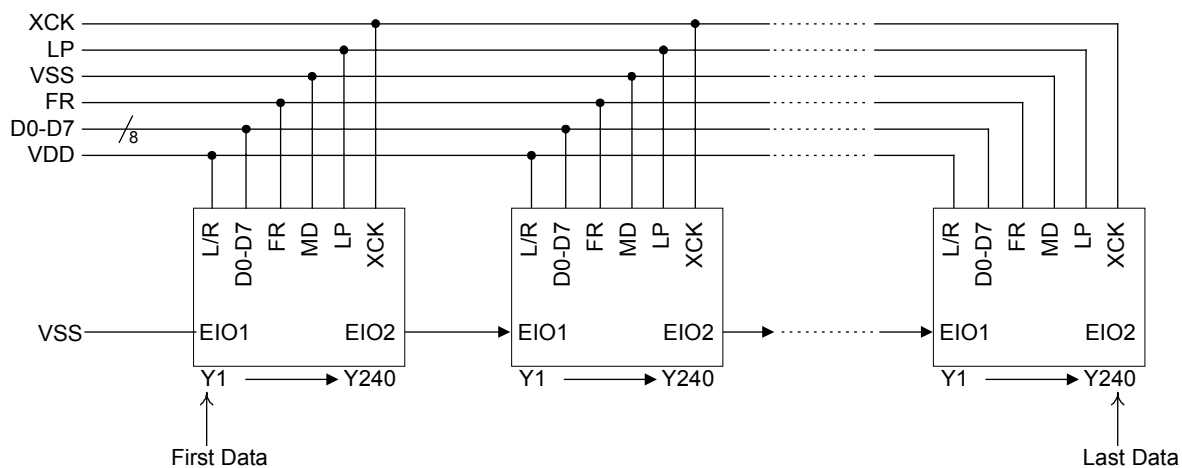 XCK
LP
VSS
FR
D0-D7
8
VDD
L/R D0-D7 FR MD LP XCK
L/R D0-D7 FR MD LP XCK
L/R D0-D7 FR MD LP XCK
VSS
EIO1 EIO2
EIO1 EIO2
EIO1 EIO2
Y1 Y240
Y1 Y240
Y1 Y240
First Data
Last Data